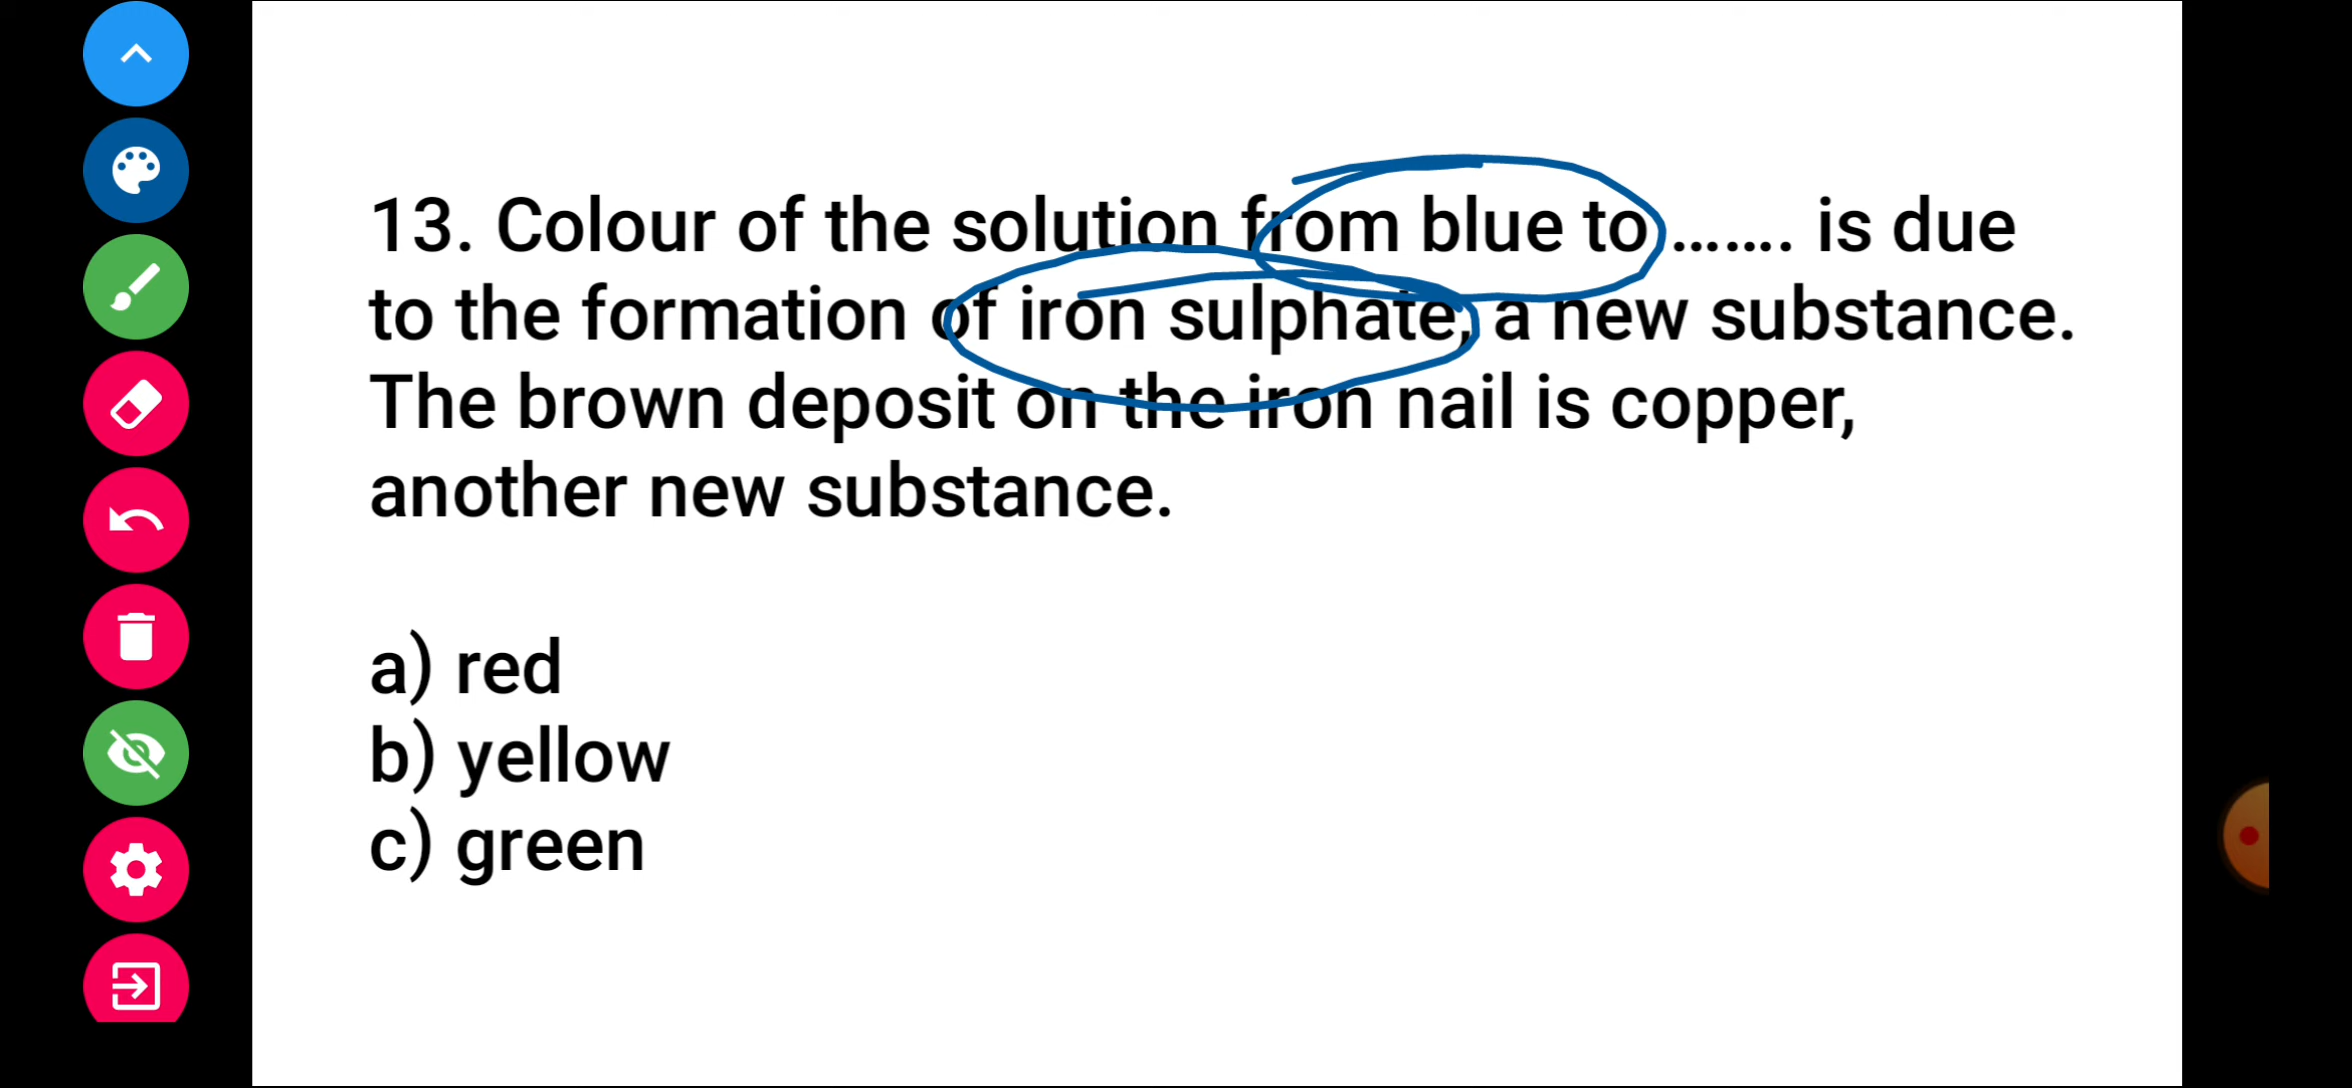 13. Colour of the solution from blue to ....... is due
to the formation of iron sulphate, a new substance.
The brown deposit on the iron nail is copper,
another new substance.
a) red
b) yellow
c) green